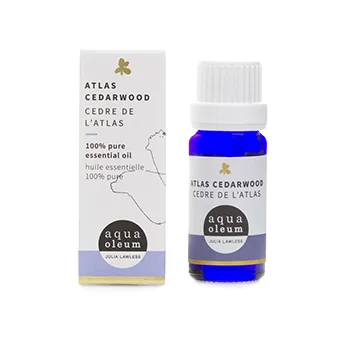 ATLAS
CEDARWOOD
CEDRE DE
L'ATLAS
100% pure
essential oil
huile essentielle
100% pure
aqua
oleum
JULIA LAWLESS
ATLAS CEDARWOOD
CEDRE DE L'ATLAS
aqua
oleum
JULIA LAWLESS